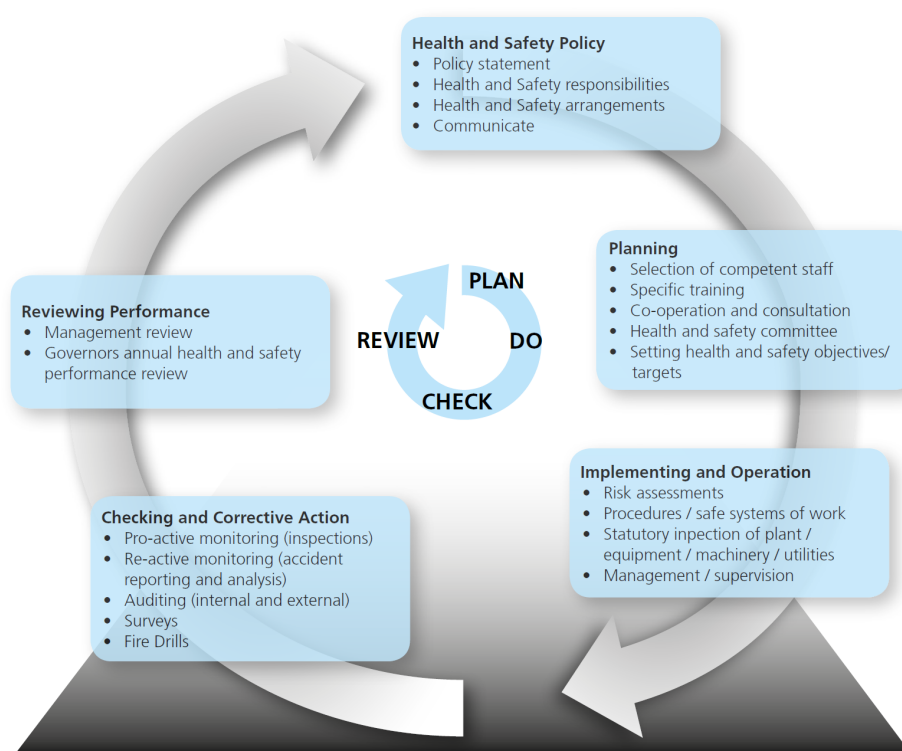 Health and Safety Policy
• Policy statement
• Health and Safety responsibilities
• Health and Safety arrangements
• Communicate
Planning
• Selection of competent staff
• Specific training
• Co-operation and consultation
• Health and safety committee
• Setting health and safety objectives/
targets
Implementing and Operation
• Risk assessments
• Procedures / safe systems of work
• Statutory inpection of plant /
equipment / machinery / utilities
• Management / supervision
Checking and Corrective Action
• Pro-active monitoring (inspections)
• Re-active monitoring (accident
reporting and analysis)
• Auditing (internal and external)
• Surveys
• Fire Drills
Reviewing Performance
• Management review
• Governors annual health and safety
performance review
PLAN
DO
CHECK
REVIEW